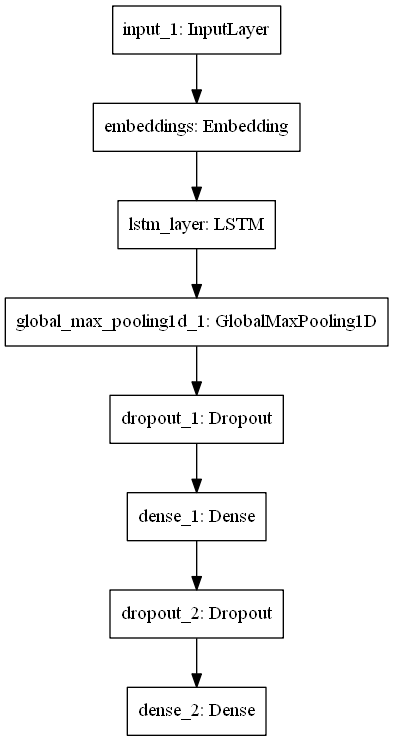 input_1: InputLayer
embeddings: Embedding
lstm_layer: LSTM
global_max_pooling1d_1: GlobalMaxPooling1D
dropout_1: Dropout
dense_1: Dense
dropout_2: Dropout
dense_2: Dense